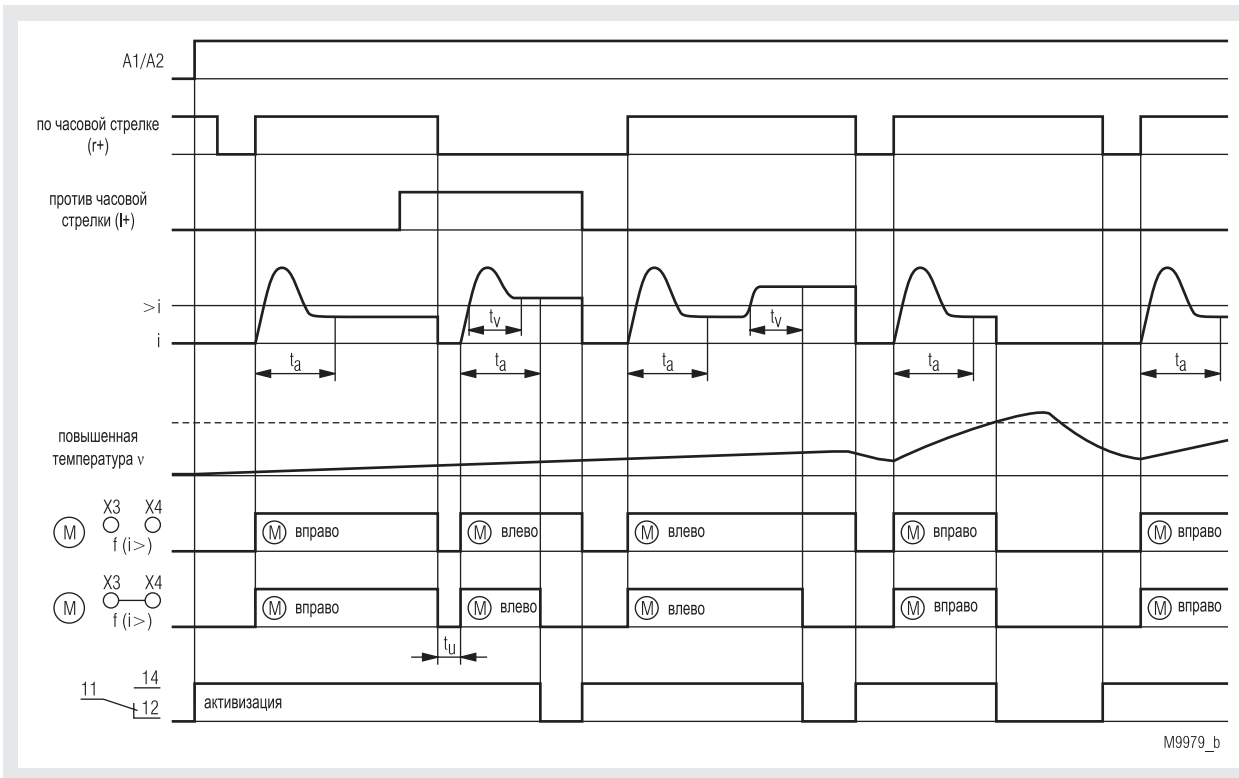 A1/A2
по часовой стрелке
(r+)
против часовой
стрелки (l+)
>i
i
tv
tv
ta
ta
ta
ta
ta
повышенная
температура ν
M
X3 X4
f (i>)
M вправо
M влево
M влево
M вправо
M вправо
M
X3 X4
f (i>)
M вправо
M влево
M влево
M вправо
M вправо
tu
11
14
12
активизация
M9979_b